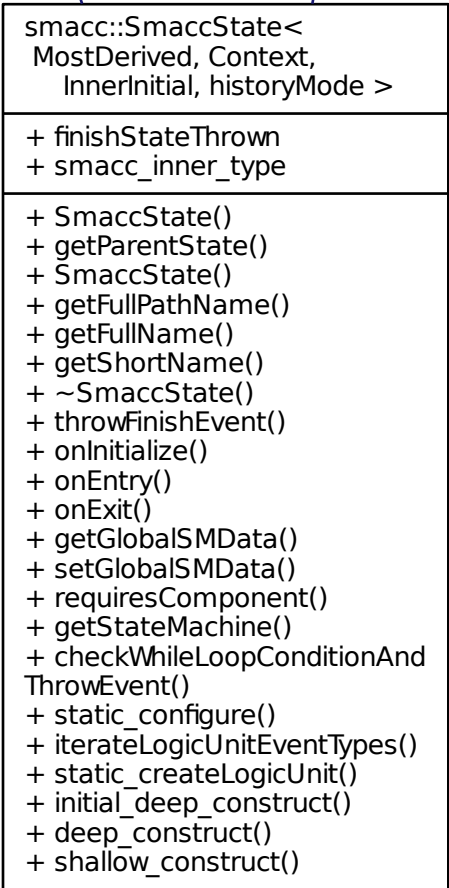 smacc::SmaccState<
MostDerived, Context,
InnerInitial, historyMode >
+ finishStateThrown
+ smacc_inner_type
+ SmaccState()
+ getParentState()
+ SmaccState()
+ getFullPathName()
+ getFullName()
+ getShortName()
+ ~SmaccState()
+ throwFinishEvent()
+ onInitialize()
+ onEntry()
+ onExit()
+ getGlobalSMData()
+ setGlobalSMData()
+ requiresComponent()
+ getStateMachine()
+ checkWhileLoopConditionAnd
ThrowEvent()
+ static_configure()
+ iterateLogicUnitEventTypes()
+ static_createLogicUnit()
+ initial_deep_construct()
+ deep_construct()
+ shallow_construct()